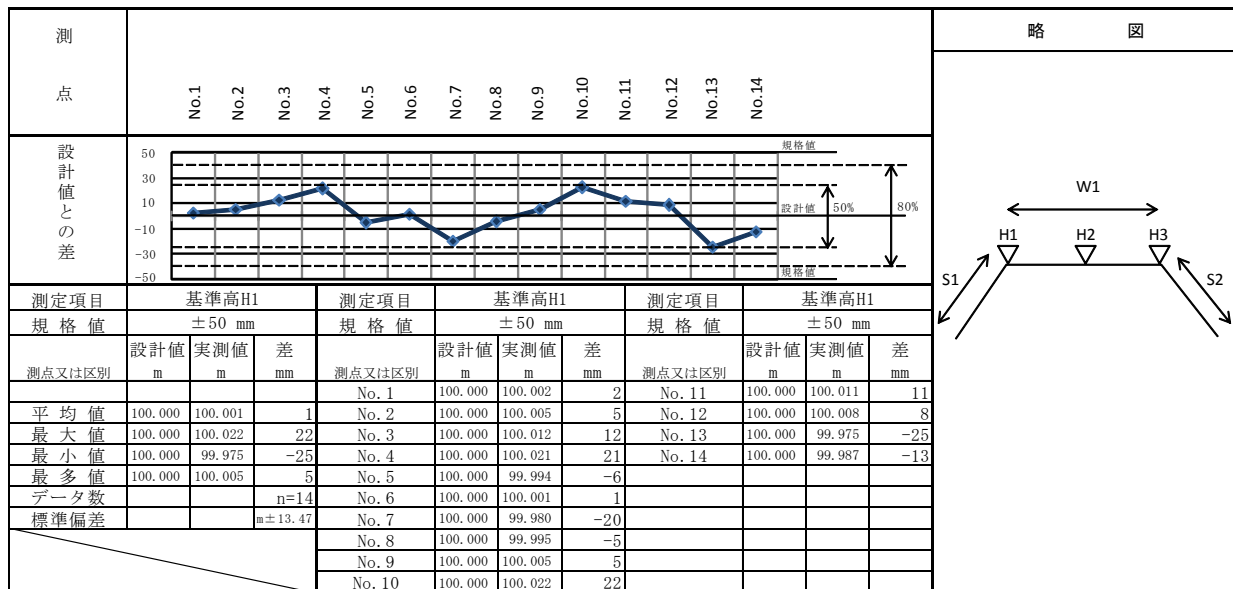 測
点
No.1 No.2 No.3 No.4 No.5 No.6 No.7 No.8 No.9 No.10 No.11 No.12 No.13 No.14
略 図
設計値との差
50
30
10
-10
-30
-50
規格値
設計値 50% 80%
規格値
W1
H1 H2 H3
S1 S2
測定項目 基準高H1 測定項目 基準高H1 測定項目 基準高H1
規格値 ±50 mm 規格値 ±50 mm 規格値 ±50 mm
設計値 実測値 差 設計値 実測値 差 設計値 実測値 差
測点又は区別 m m mm 測点又は区別 m m mm 測点又は区別 m m mm
No.1 100.000 100.002 2 No.11 100.000 100.011 11
平均値 100.000 100.001 1 No.2 100.000 100.005 5 No.12 100.000 100.008 8
最大値 100.000 100.022 22 No.3 100.000 100.012 12 No.13 100.000 99.975 -25
最小値 100.000 99.975 -25 No.4 100.000 100.021 21 No.14 100.000 99.987 -13
最多値 100.000 100.005 5 No.5 100.000 99.994 -6
データ数 n=14 No.6 100.000 100.001 1
標準偏差 m±13.47 No.7 100.000 99.980 -20
No.8 100.000 99.995 -5
No.9 100.000 100.005 5
No.10 100.000 100.022 22